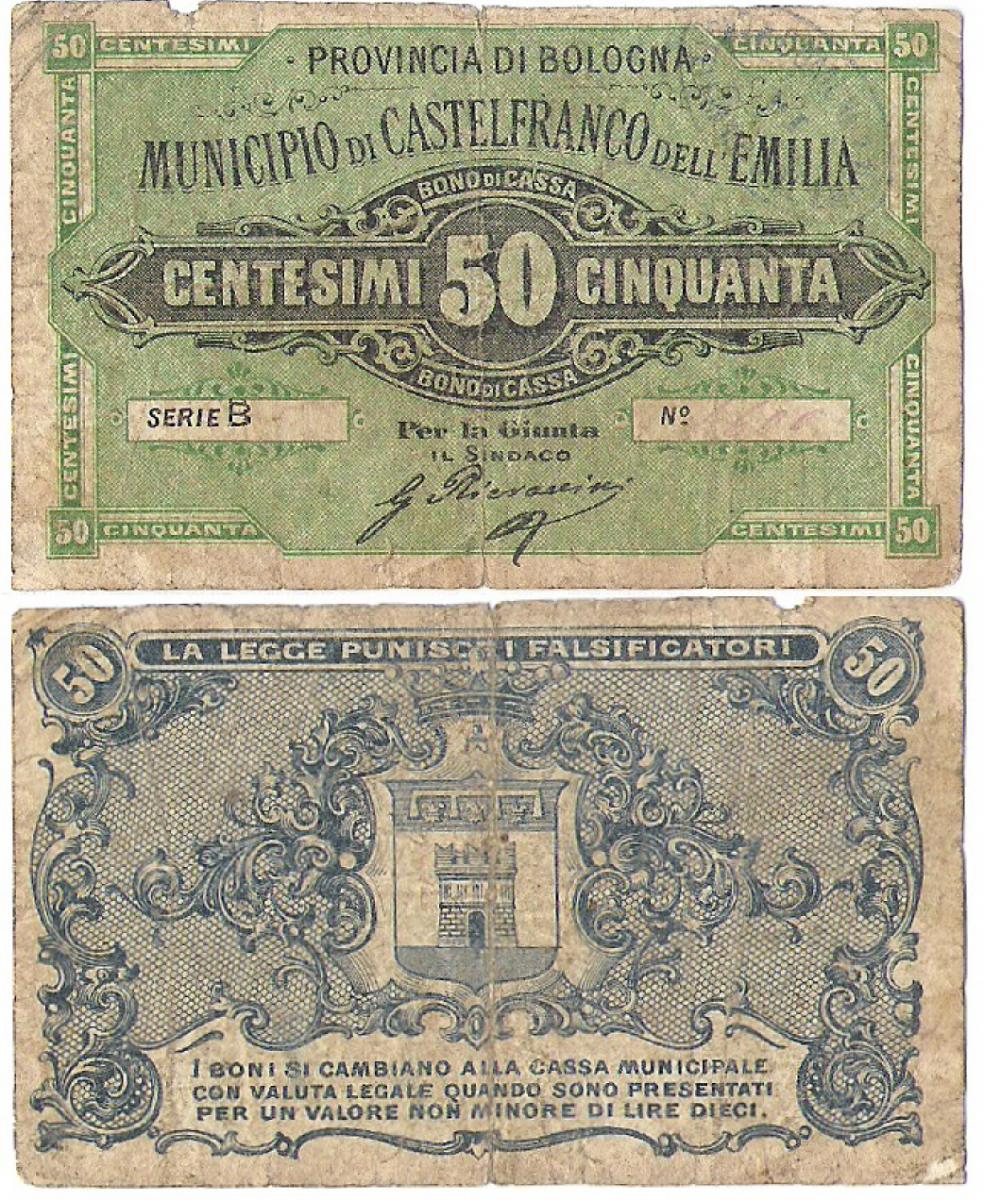 50 CENTESIMI CINQUANTA 50
PROVINCIA DI BOLOGNA
MUNICIPIO DI CASTELFRANCO DELL'EMILIA
BONO DI CASSA
CENTESIMI 50 CINQUANTA
BONO DI CASSA
CINQUANTA
CENTESIMI
CENTESIMI
CINQUANTA
SERIE B
Nº
Per la Giunta
IL SINDACO
50 CINQUANTA CENTESIMI 50
50 LA LEGGE PUNISCE I FALSIFICATORI 50
I BONI SI CAMBIANO ALLA CASSA MUNICIPALE
CON VALUTA LEGALE QUANDO SONO PRESENTATI
PER UN VALORE NON MINORE DI LIRE DIECI.